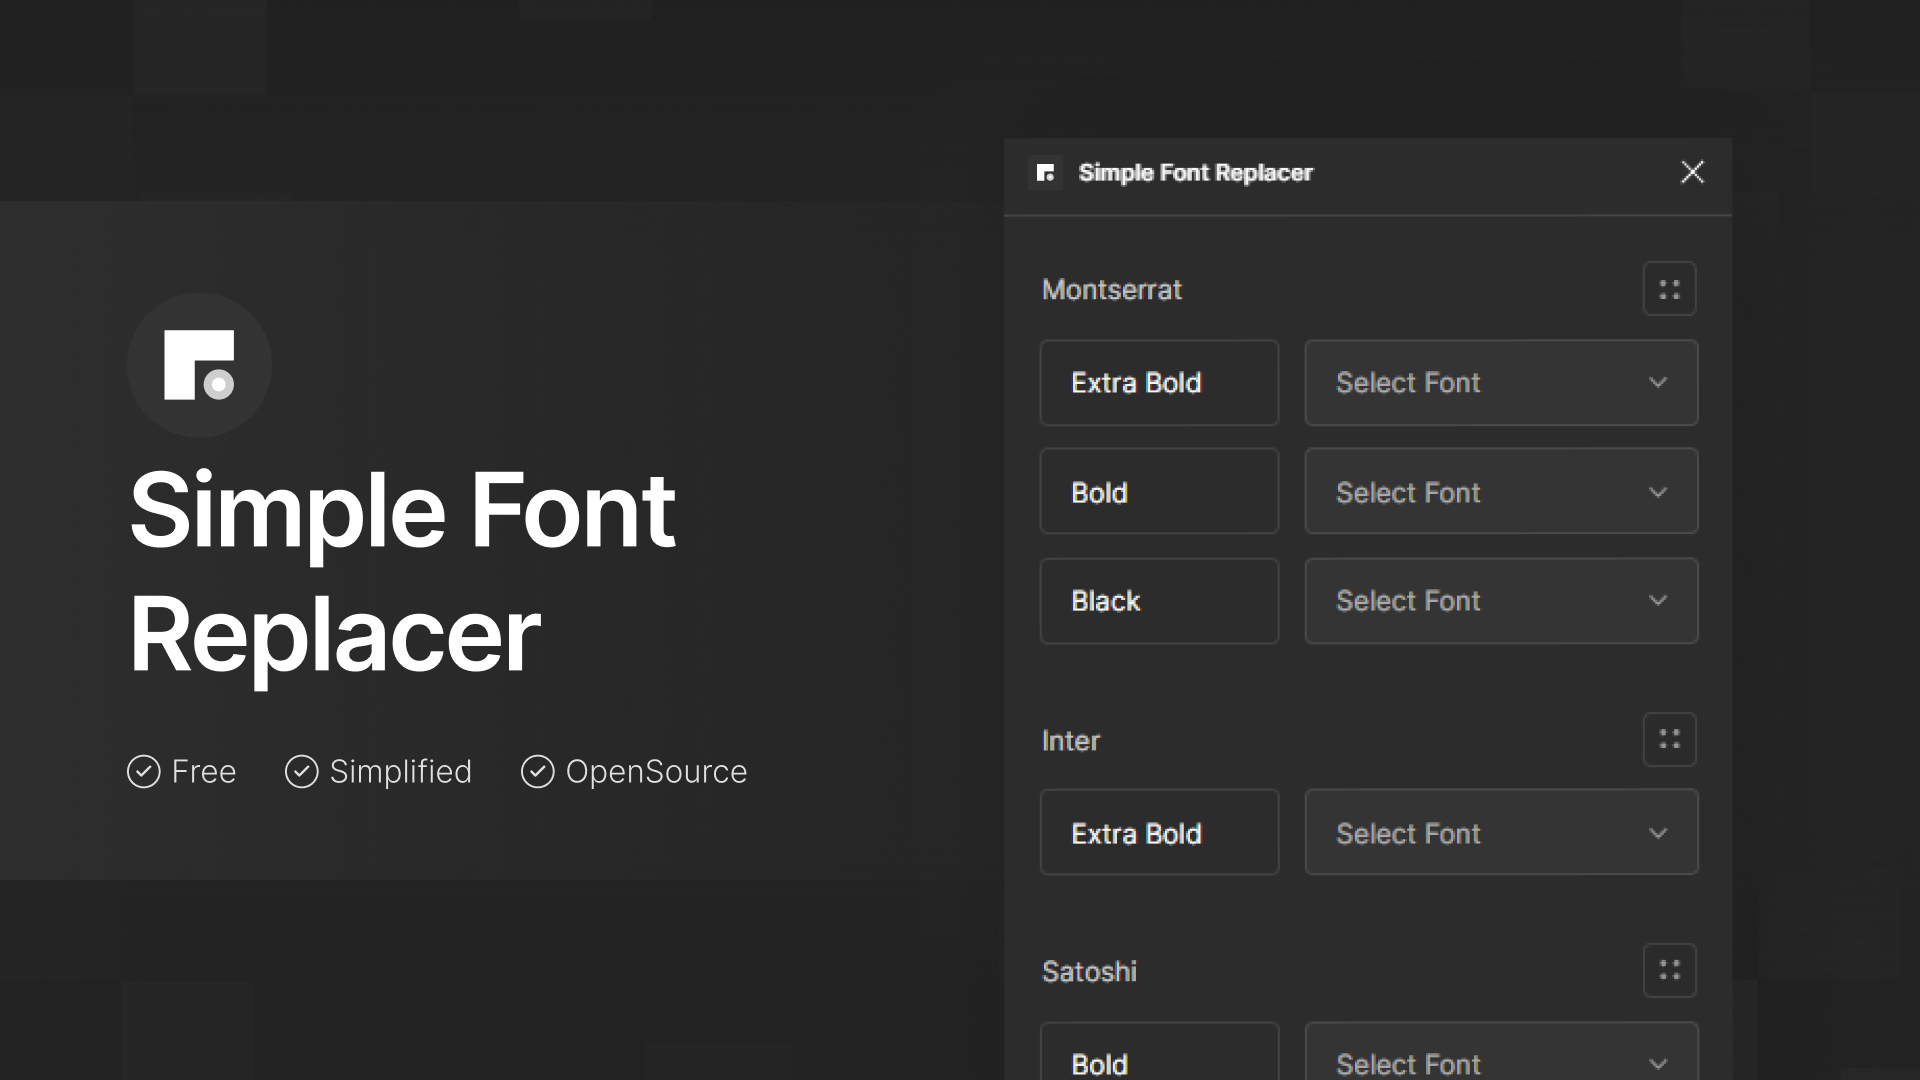 Simple Font
Replacer
Free
Simplified
OpenSource
Simple Font Replacer
Montserrat
Extra Bold
Select Font
Bold
Select Font
Black
Select Font
Inter
Extra Bold
Select Font
Satoshi
Bold
Select Font